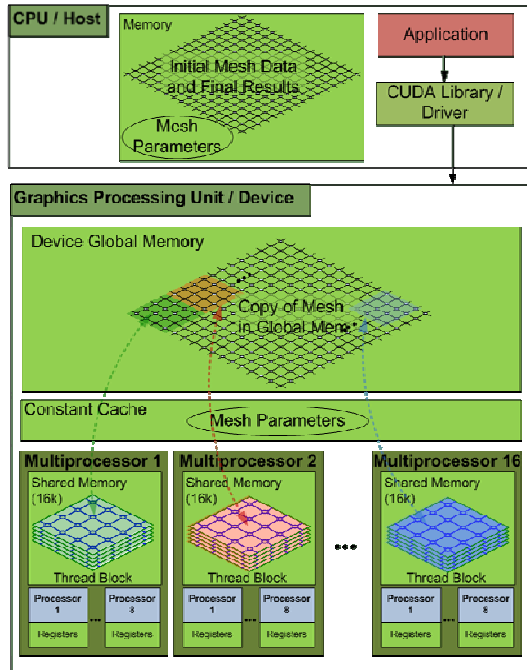 CPU / Host
Memory
Initial Mesh Data
and Final Results
Mesh
Parameters
Application
CUDA Library /
Driver
Graphics Processing Unit / Device
Device Global Memory
Copy of Mesh
in Global Mem
Constant Cache
Mesh Parameters
Multiprocessor 1
Shared Memory
(16k)
Thread Block
Processor
1
...
Processor
8
Registers
Registers
Multiprocessor 2
Shared Memory
(16k)
Thread Block
Processor
1
...
Processor
8
Registers
Registers
...
Multiprocessor 16
Shared Memory
(16k)
Thread Block
Processor
1
...
Processor
8
Registers
Registers